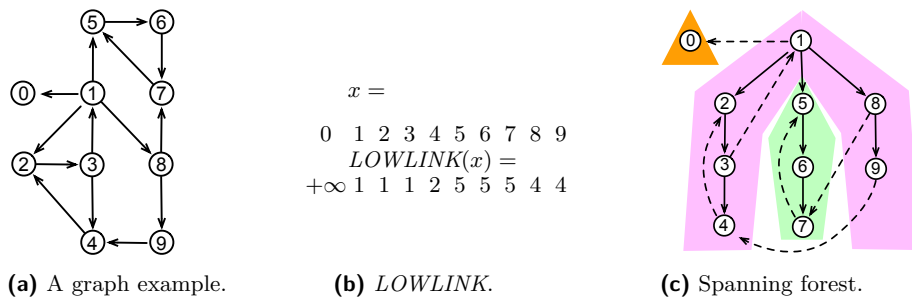 5 6
0 1 7
2 3 8
4 9
x =
0 1 2 3 4 5 6 7 8 9
LOWLINK(x) =
+∞ 1 1 1 2 5 5 5 4 4
0 1
2 5 8
3 6 9
4 7
(a) A graph example.
(b) LOWLINK.
(c) Spanning forest.